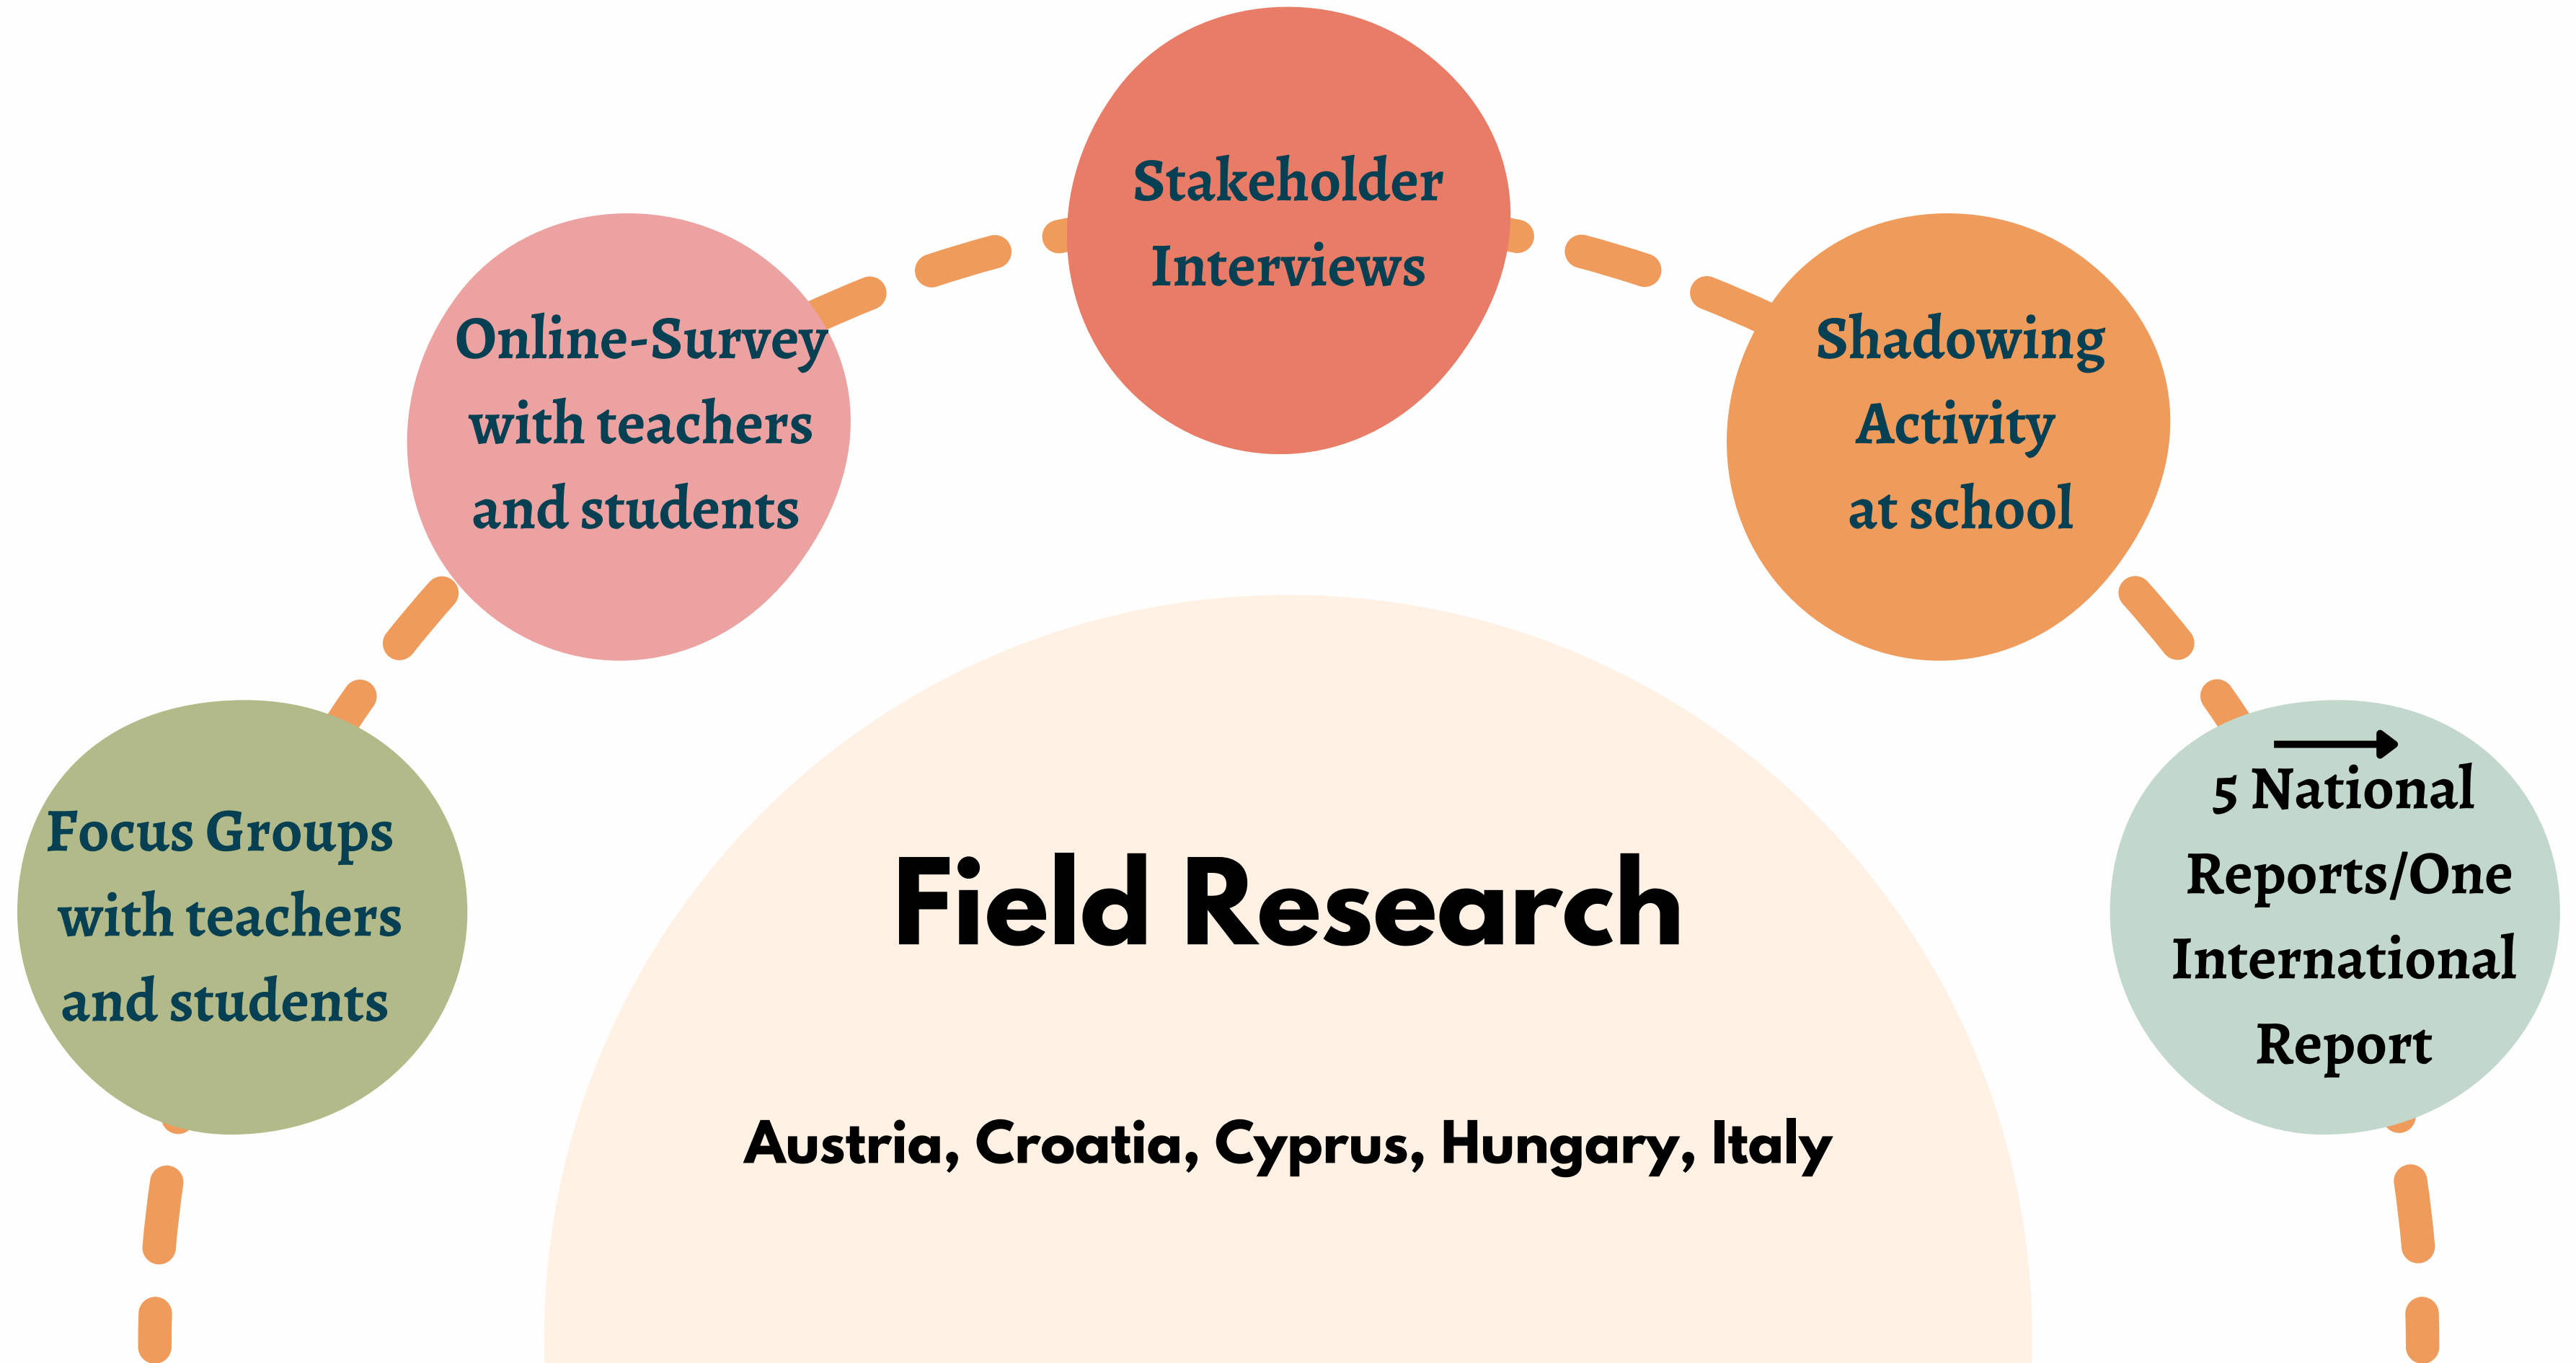 Stakeholder
Interviews
Online-Survey
with teachers
and students
Shadowing
Activity
at school
Focus Groups
with teachers
and students
5 National
Reports/One
International
Report
Field Research
Austria, Croatia, Cyprus, Hungary, Italy